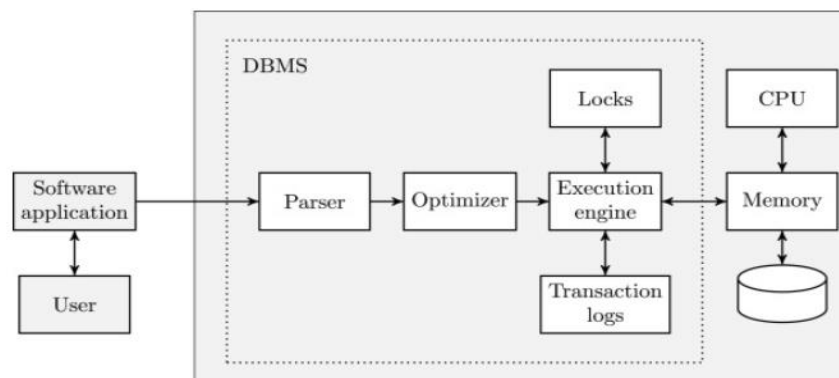 DBMS
Locks
CPU
Software
application
Parser
Optimizer
Execution
engine
Memory
User
Transaction
logs